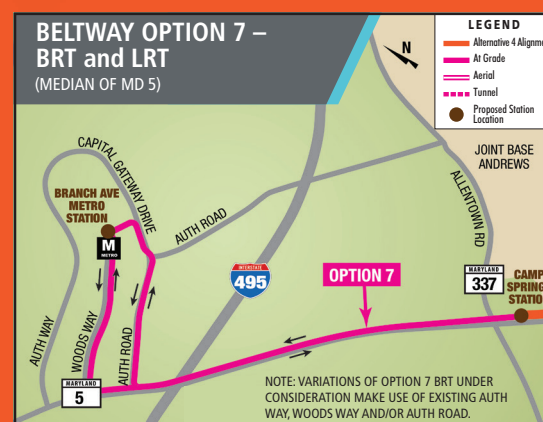 BELTWAY OPTION 7 –
BRT and LRT
(MEDIAN OF MD 5)
N
LEGEND
Alternative 4 Alignme
At Grade
Aerial
Tunnel
Proposed Station
Location
JOINT BASE
ANDREWS
CAPITAL GATEWAY DRIVE
BRANCH AVE
METRO
STATION
M
METRO
AUTH ROAD
ALLENTOWN RD
INTERSTATE
495
OPTION 7
MARYLAND
337
CAMP
SPRING
STATIO
AUTH WAY
WOODS WAY
AUTH ROAD
MARYLAND
5
NOTE: VARIATIONS OF OPTION 7 BRT UNDER
CONSIDERATION MAKE USE OF EXISTING AUTH
WAY, WOODS WAY AND/OR AUTH ROAD.